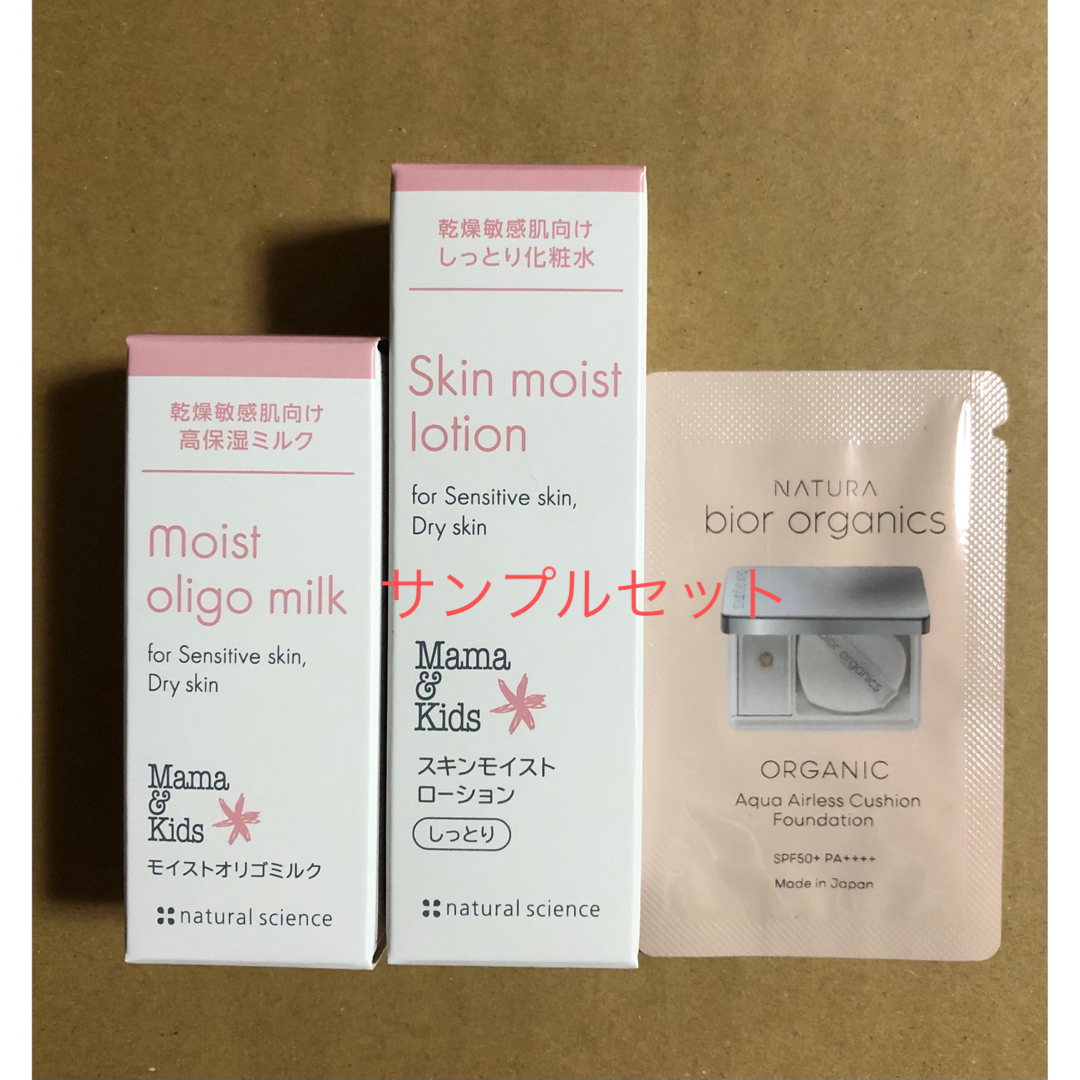 乾燥敏感肌向け
高保湿ミルク
moist
oligo milk
for Sensitive skin,
Dry skin
Mama
&
Kids
モイストオリゴミルク
natural science
乾燥敏感肌向け
しっとり化粧水
Skin moist
lotion
for Sensitive skin,
Dry skin
Mama
&
Kids
スキンモイスト
ローション
しっとり
natural science
サンプルセット
NATURA
bior organics
bior organics
ORGANIC
Aqua Airless Cushion
Foundation
SPF50+ PA++++
Made in Japan